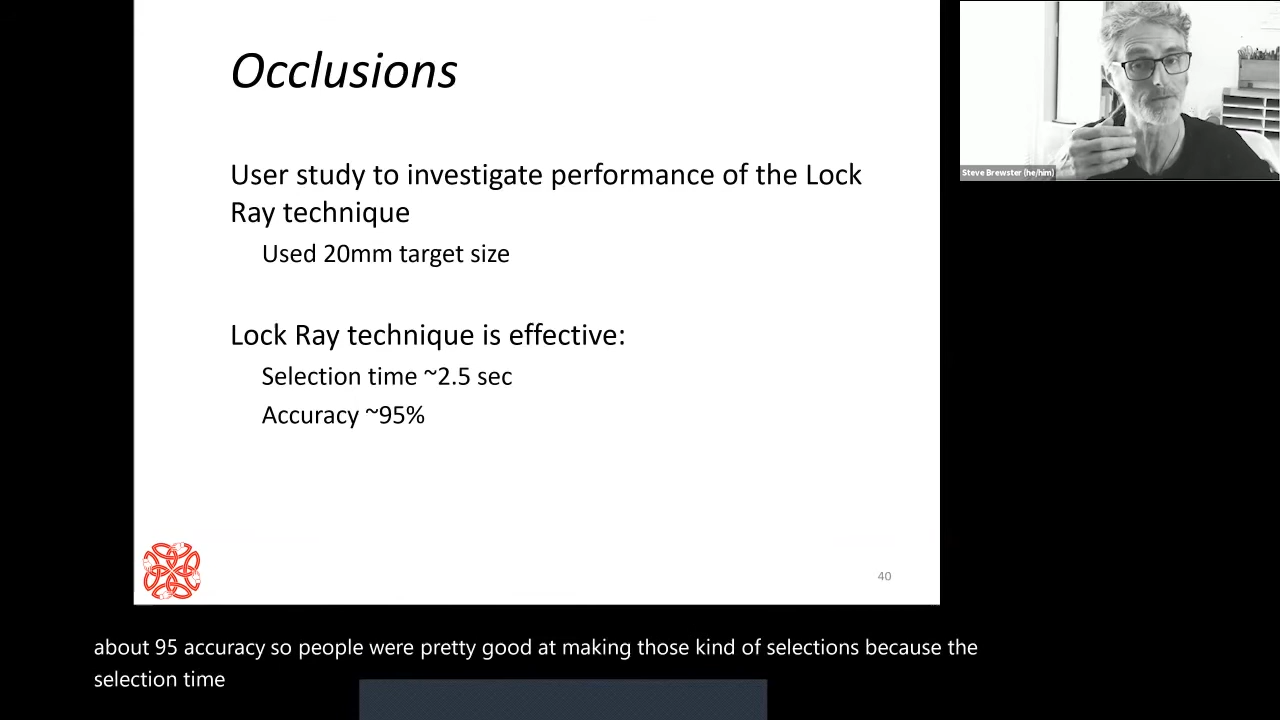 Occlusions
User study to investigate performance of the Lock
Ray technique
Used 20mm target size
Lock Ray technique is effective:
Selection time ~2.5 sec
Accuracy ~95%
40
Steve Brewster (he/him)
about 95 accuracy so people were pretty good at making those kind of selections because the
selection time